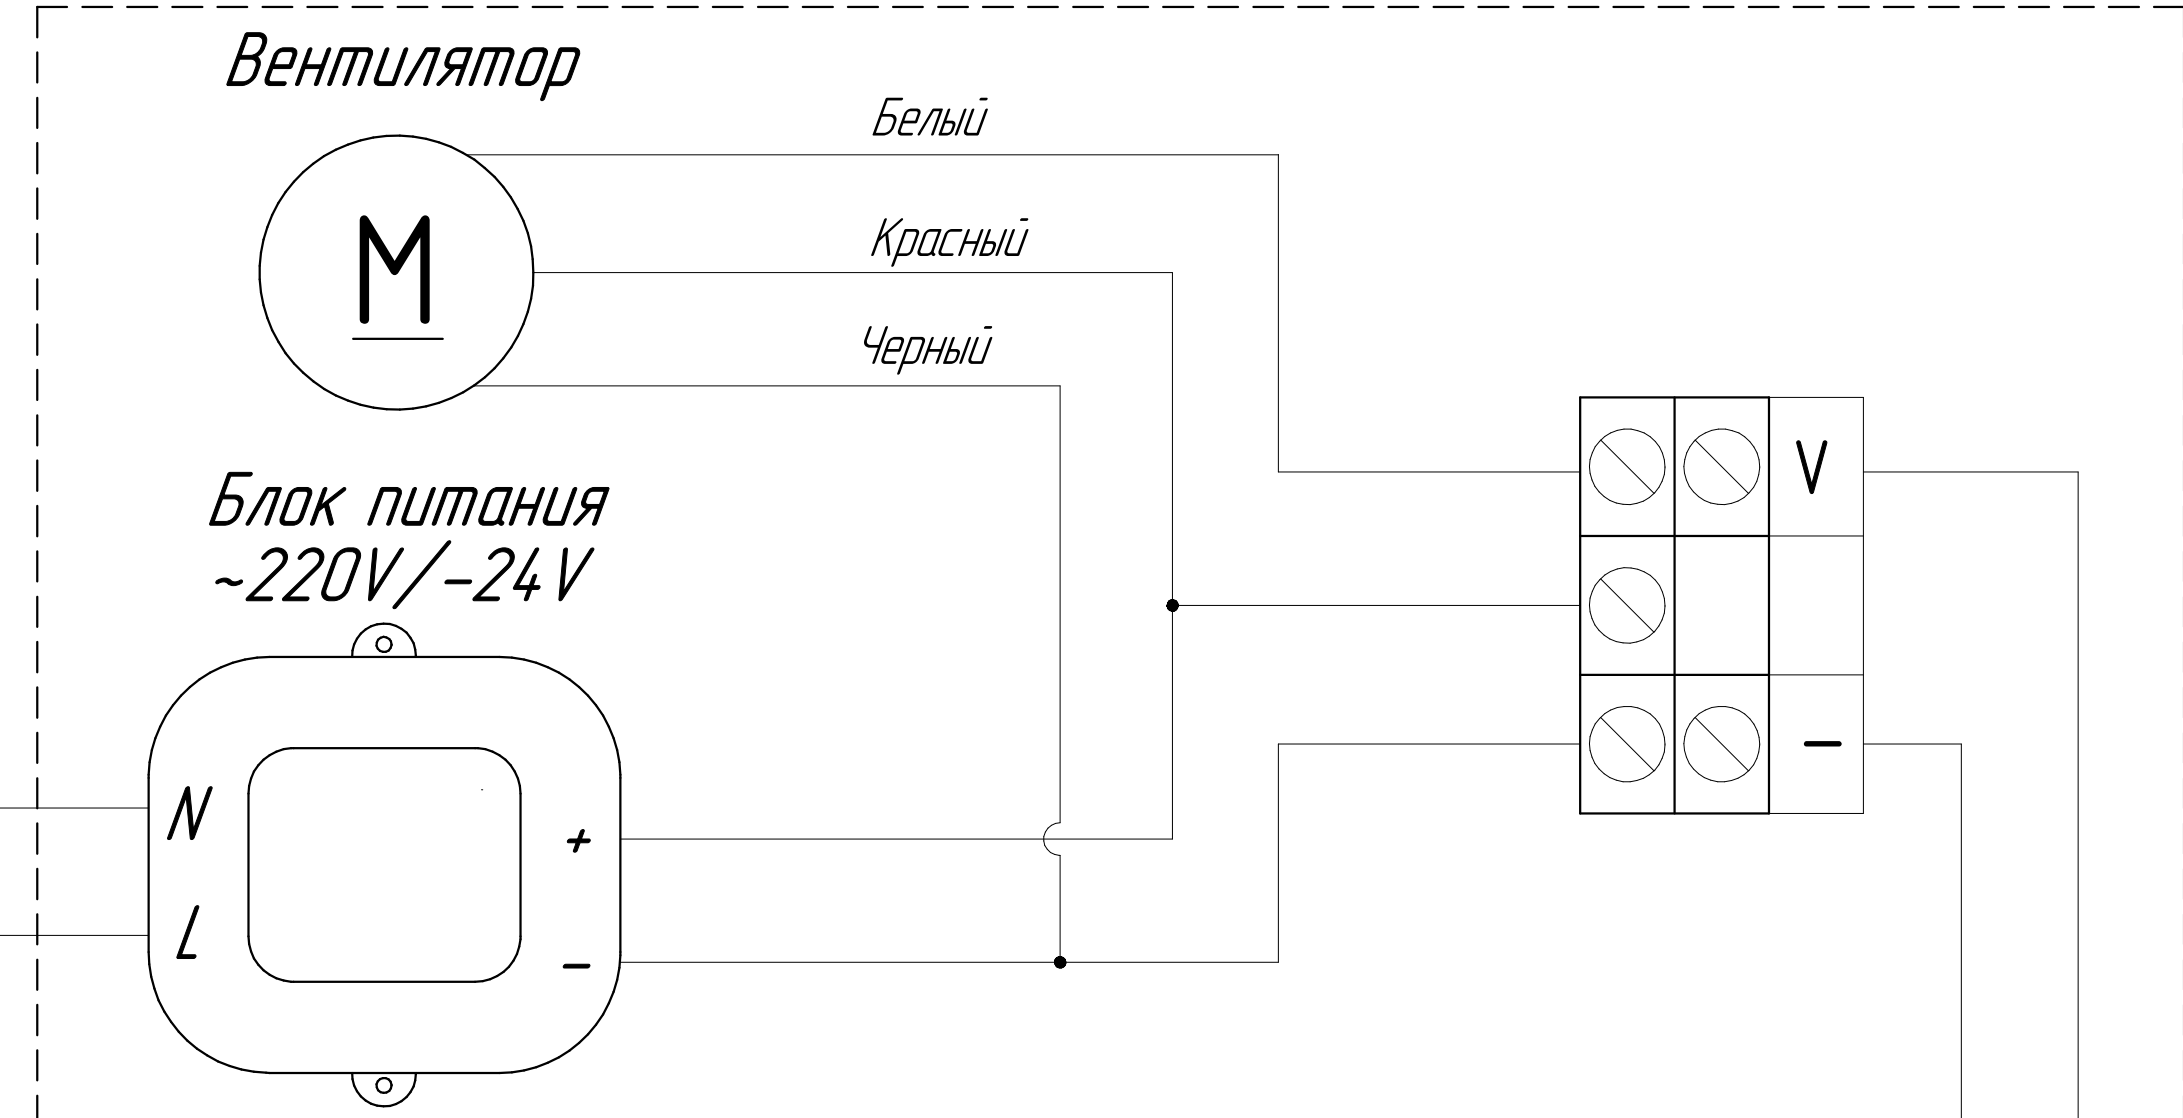 Вентилятор
Белый
Красный
Черный
M
V
Блок питания
~220V/-24V
N
+
L
-
-